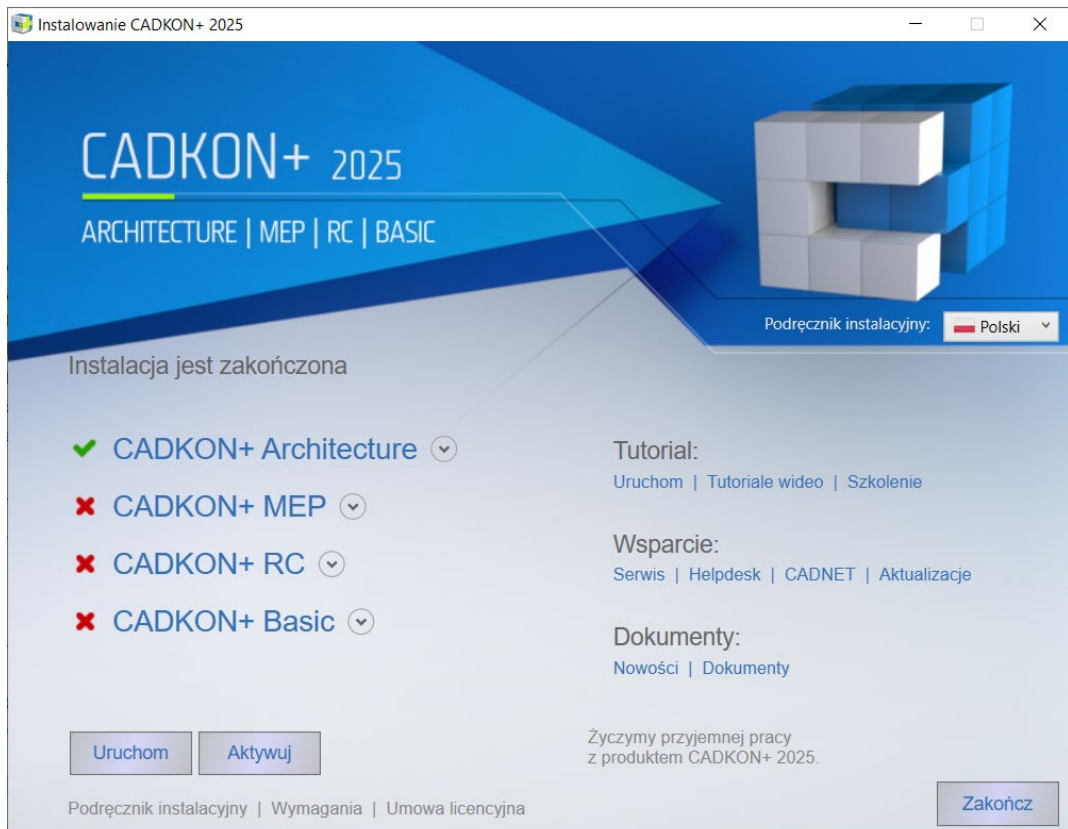 Instalowanie CADKON+ 2025
CADKON+ 2025
ARCHITECTURE | MEP | RC | BASIC
Podręcznik instalacyjny: Polski
Instalacja jest zakończona
CADKON+ Architecture
CADKON+ MEP
CADKON+ RC
CADKON+ Basic
Tutorial:
Uruchom | Tutoriale wideo | Szkolenie
Wsparcie:
Serwis | Helpdesk | CADNET | Aktualizacje
Dokumenty:
Nowości | Dokumenty
Uruchom Aktywuj
Życzymy przyjemnej pracy
z produktem CADKON+ 2025.
Podręcznik instalacyjny | Wymagania | Umowa licencyjna
Zakończ